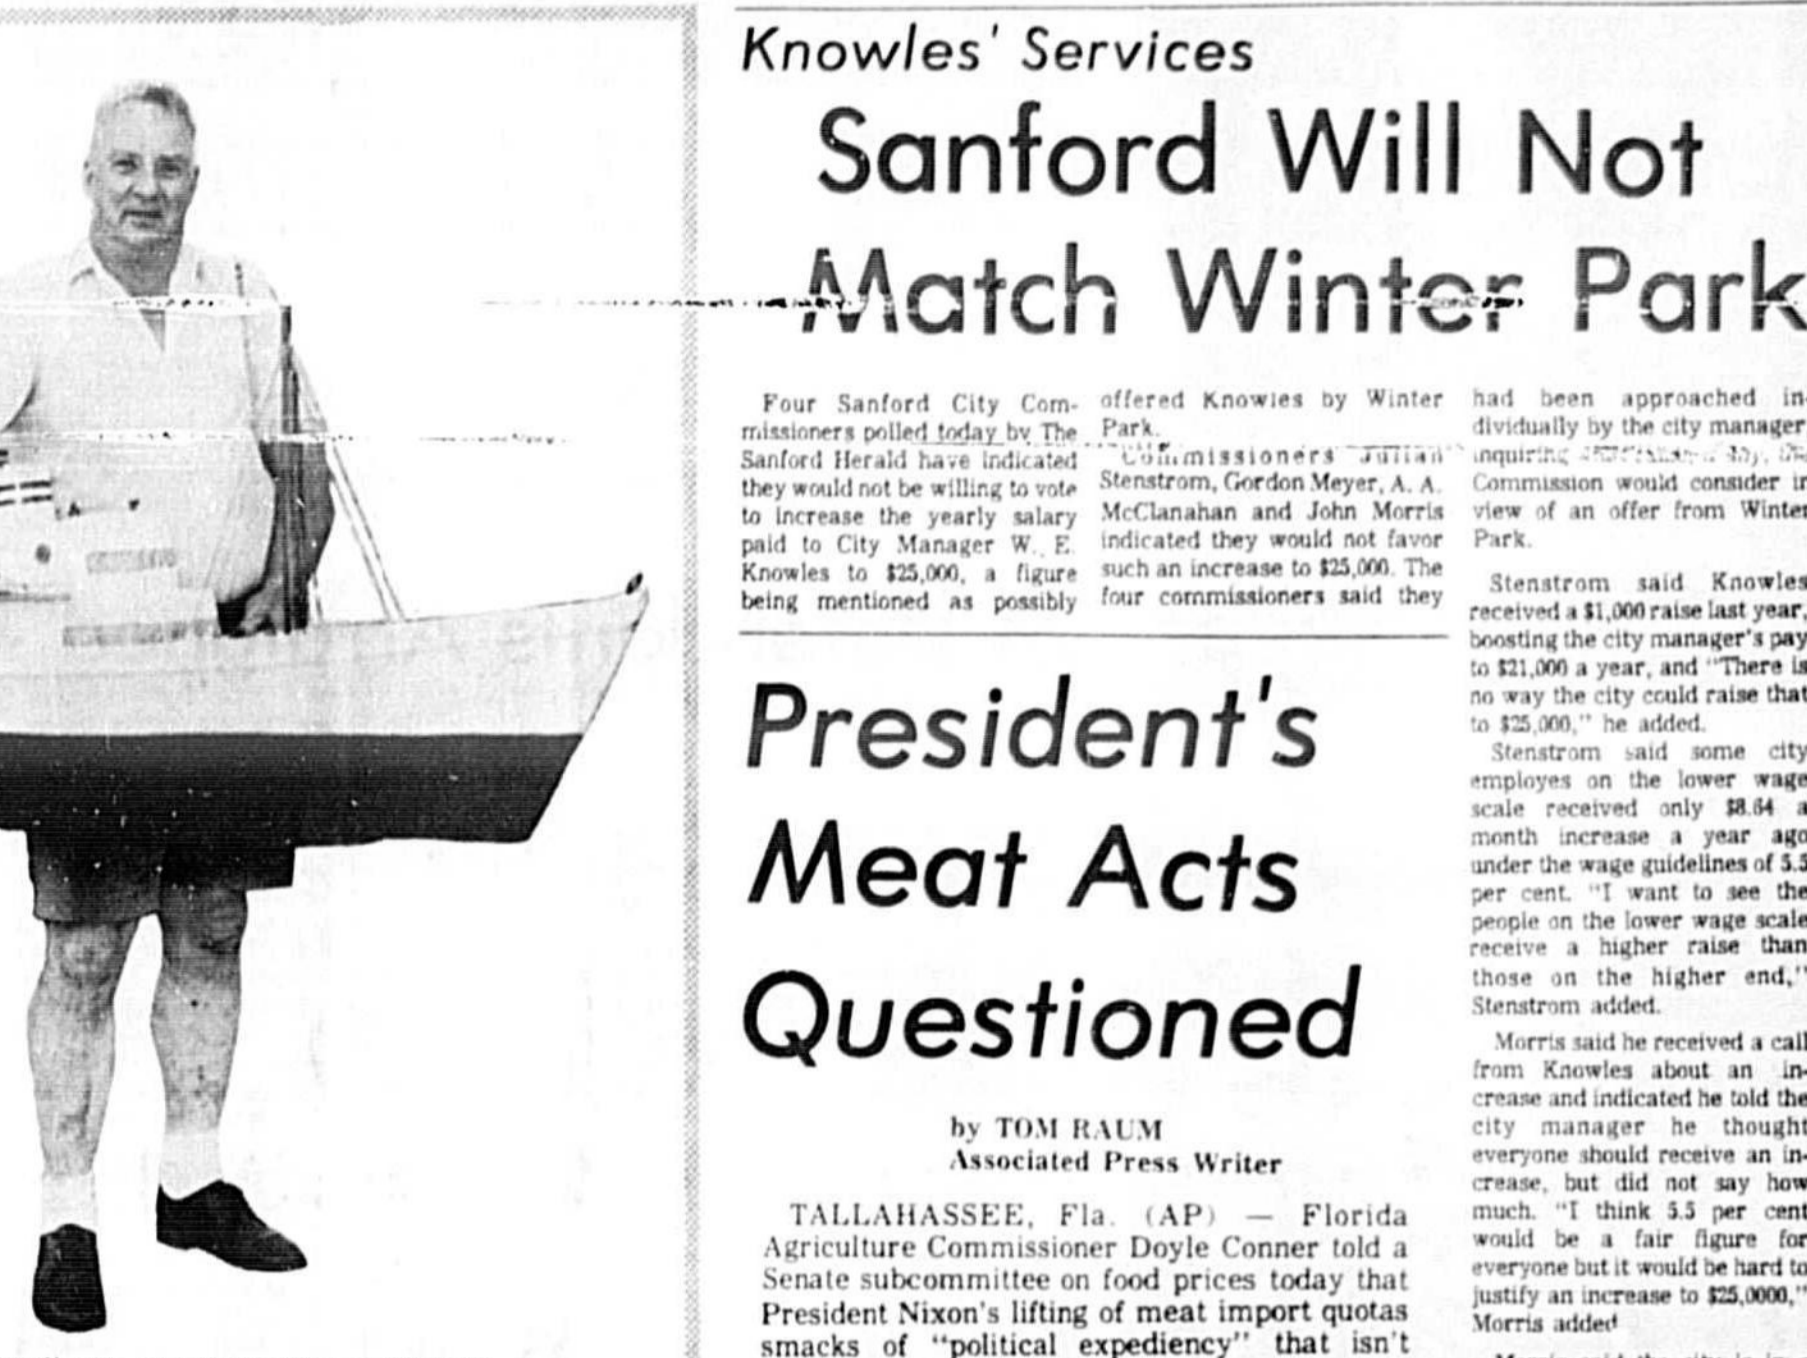 Knowles' Services
Sanford Will Not
Match Winter Park
Four Sanford City Com-
missioners polled today by The
Sanford Herald have indicated
they would not be willing to vote
to increase the yearly salary
paid to City Manager W. E.
Knowles to $25,000, a figure
being mentioned as possibly
offered Knowles by Winter
Park.
Commissioners Julian
Stenstrom, Gordon Meyer, A. A.
McClanahan and John Morris
indicated they would not favor
such an increase to $25,000. The
four commissioners said they
had been approached in-
dividually by the city manager
inquiring
Commission would consider in
view of an offer from Winter
Park.
Stenstrom said Knowles
received a $1,000 raise last year,
boosting the city manager's pay
to $21,000 a year, and "There is
no way the city could raise that
to $25,000," he added.
Stenstrom said some city
employes on the lower wage
scale received only $8.64 a
month increase a year ago
under the wage guidelines of 5.5
per cent. "I want to see the
people on the lower wage scale
receive a higher raise than
those on the higher end,"
Stenstrom added.
Morris said he received a call
from Knowles about an in-
crease and indicated he told the
city manager he thought
everyone should receive an in-
crease, but did not say how
much. "I think 5.5 per cent
would be a fair figure for
everyone but it would be hard to
justify an increase to $25,0000,"
Morris added
President's
Meat Acts
Questioned
by TOM RAUM
Associated Press Writer
TALLAHASSEE, Fla. (AP) — Florida
Agriculture Commissioner Doyle Conner told a
Senate subcommittee on food prices today that
President Nixon's lifting of meat import quotas
smacks of "political expediency" that isn't